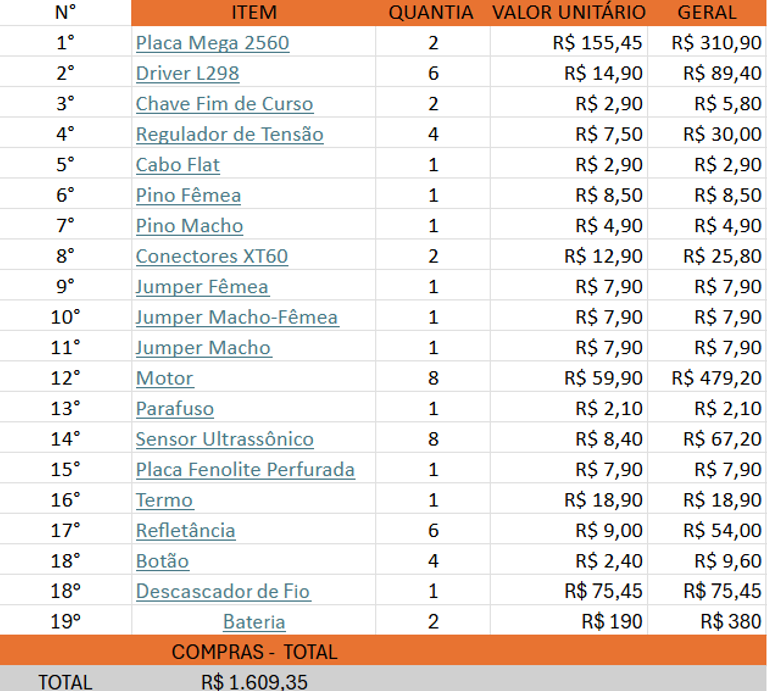 N° ITEM QUANTIA VALOR UNITÁRIO GERAL
1° Placa Mega 2560 2 R$ 155,45 R$ 310,90
2° Driver L298 6 R$ 14,90 R$ 89,40
3° Chave Fim de Curso 2 R$ 2,90 R$ 5,80
4° Regulador de Tensão 4 R$ 7,50 R$ 30,00
5° Cabo Flat 1 R$ 2,90 R$ 2,90
6° Pino Fêmea 1 R$ 8,50 R$ 8,50
7° Pino Macho 1 R$ 4,90 R$ 4,90
8° Conectores XT60 2 R$ 12,90 R$ 25,80
9° Jumper Fêmea 1 R$ 7,90 R$ 7,90
10° Jumper Macho-Fêmea 1 R$ 7,90 R$ 7,90
11° Jumper Macho 1 R$ 7,90 R$ 7,90
12° Motor 8 R$ 59,90 R$ 479,20
13° Parafuso 1 R$ 2,10 R$ 2,10
14° Sensor Ultrassônico 8 R$ 8,40 R$ 67,20
15° Placa Fenolite Perfurada 1 R$ 7,90 R$ 7,90
16° Termo 1 R$ 18,90 R$ 18,90
17° Refletância 6 R$ 9,00 R$ 54,00
18° Botão 4 R$ 2,40 R$ 9,60
18º Descascador de Fio 1 R$ 75,45 R$ 75,45
19º Bateria 2 R$ 190 R$ 380
COMPRAS - TOTAL
TOTAL R$ 1.609,35